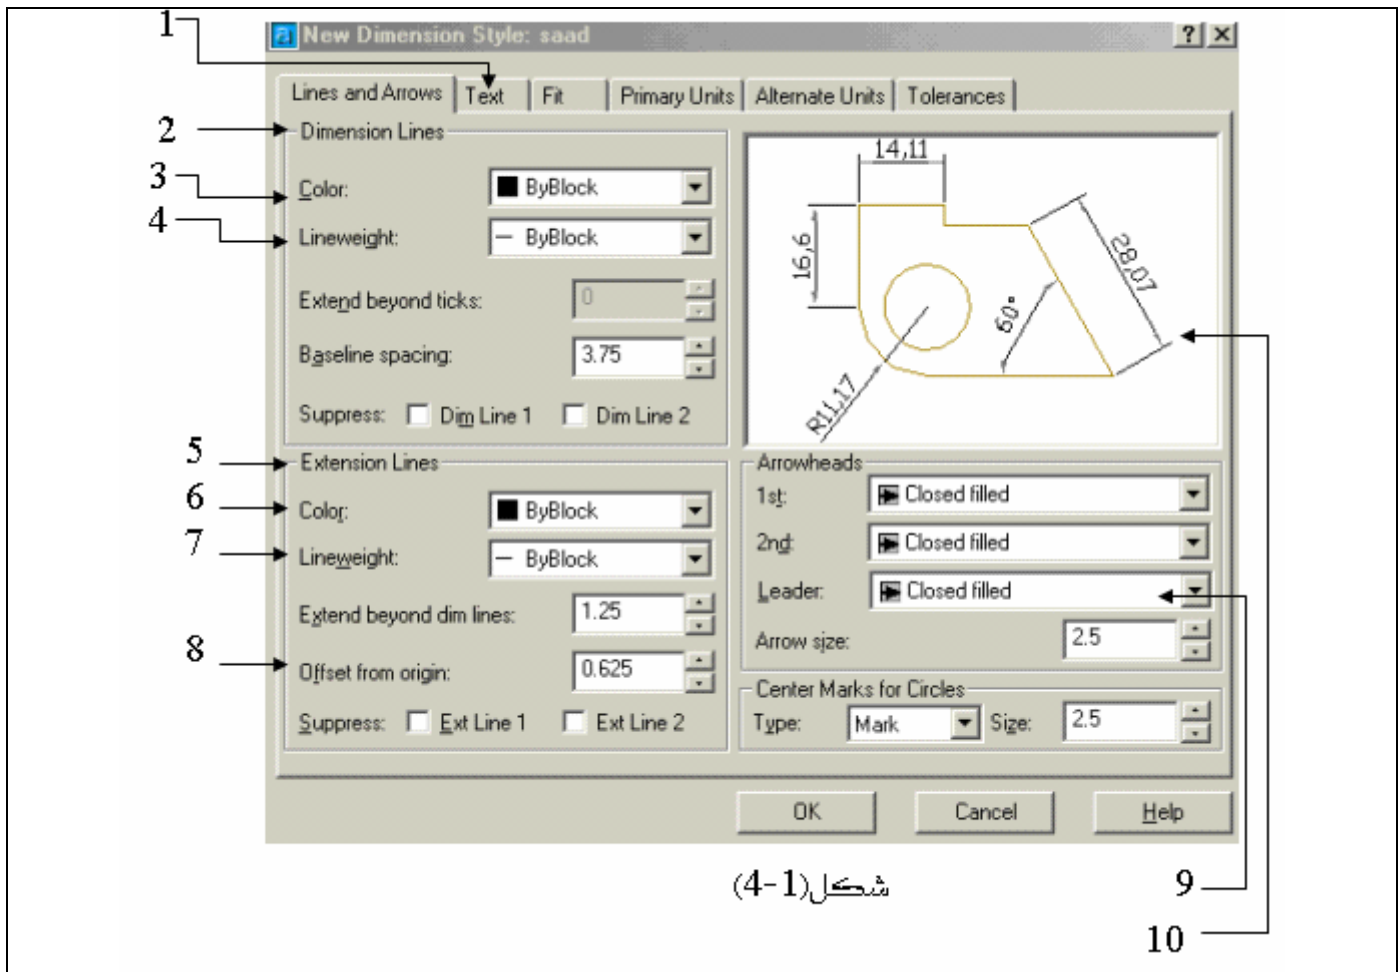 1
New Dimension Style: saad
Lines and Arrows Text Fit Primary Units Alternate Units Tolerances
2
Dimension Lines
3
Color: ByBlock
4
Lineweight: ByBlock
Extend beyond ticks: 0
Baseline spacing: 3.75
Suppress: Dim Line 1 Dim Line 2
14,11
16,6
28,07
60°
R11,17
5
Extension Lines
6
Color: ByBlock
7
Lineweight: ByBlock
Extend beyond dim lines: 1.25
8
Offset from origin: 0.625
Suppress: Ext Line 1 Ext Line 2
Arrowheads
1st: Closed filled
2nd: Closed filled
Leader: Closed filled
Arrow size: 2.5
Center Marks for Circles
Type: Mark Size: 2.5
OK Cancel Help
شكل(1-4)
9
10